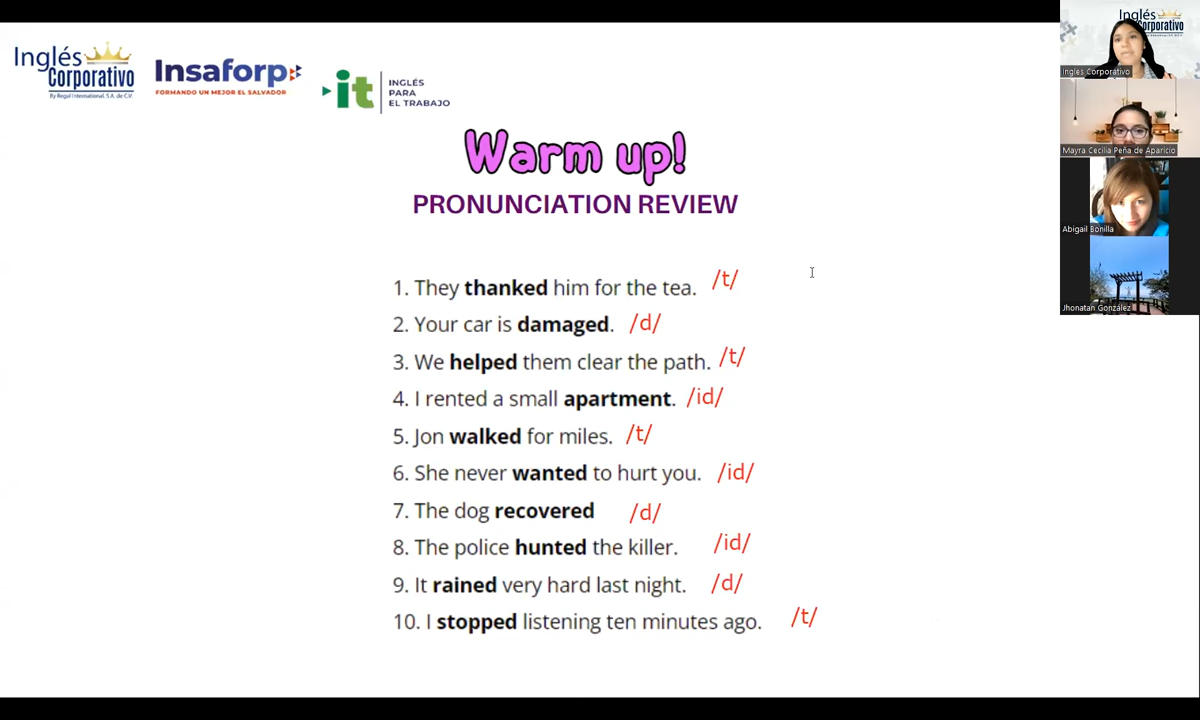 Inglés
Corporativo
By Regal International, S.A. de C.V.
Insaforp
FORMANDO UN MEJOR EL SALVADOR
it
INGLÉS
PARA
EL TRABAJO
Warm up!
PRONUNCIATION REVIEW
1. They thanked him for the tea. /t/
2. Your car is damaged. /d/
3. We helped them clear the path. /t/
4. I rented a small apartment. /id/
5. Jon walked for miles. /t/
6. She never wanted to hurt you. /id/
7. The dog recovered /d/
8. The police hunted the killer. /id/
9. It rained very hard last night. /d/
10. I stopped listening ten minutes ago. /t/
Inglés
Corporativo
Ingles Corporativo
Mayra Cecilia Peña de Aparicio
Abigail Bonilla
Jhonatan González